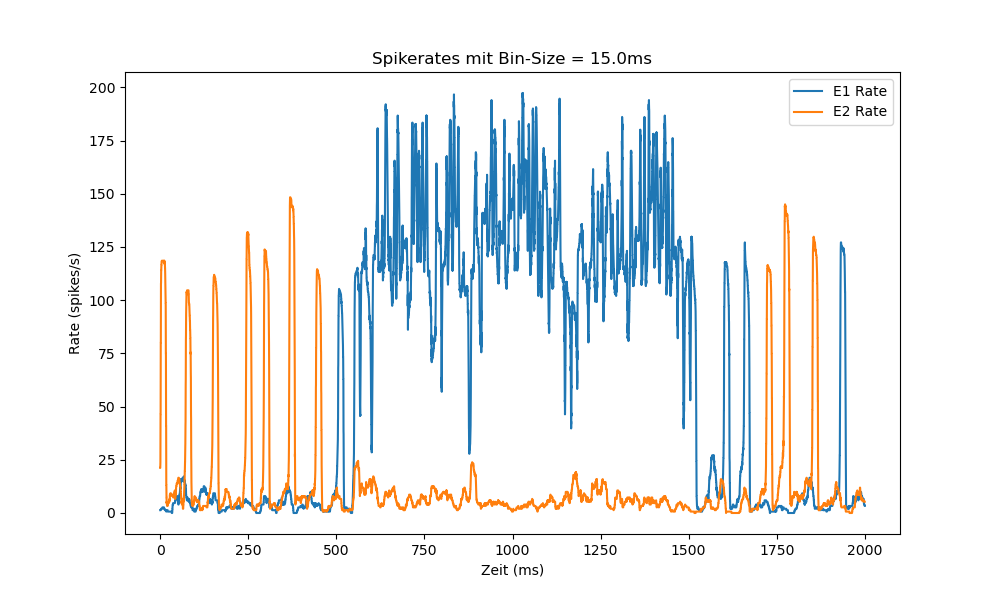 Spikerates mit Bin-Size = 15.0ms
E1 Rate
E2 Rate
200
175
150
125
100
75
50
25
0
Rate (spikes/s)
0 250 500 750 1000 1250 1500 1750 2000
Zeit (ms)